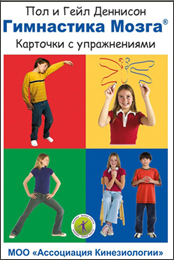 Пол и Гейл Деннисон
Гимнастика Мозга®
Карточки с упражнениями
МОО «Ассоциация Кинезиологии»